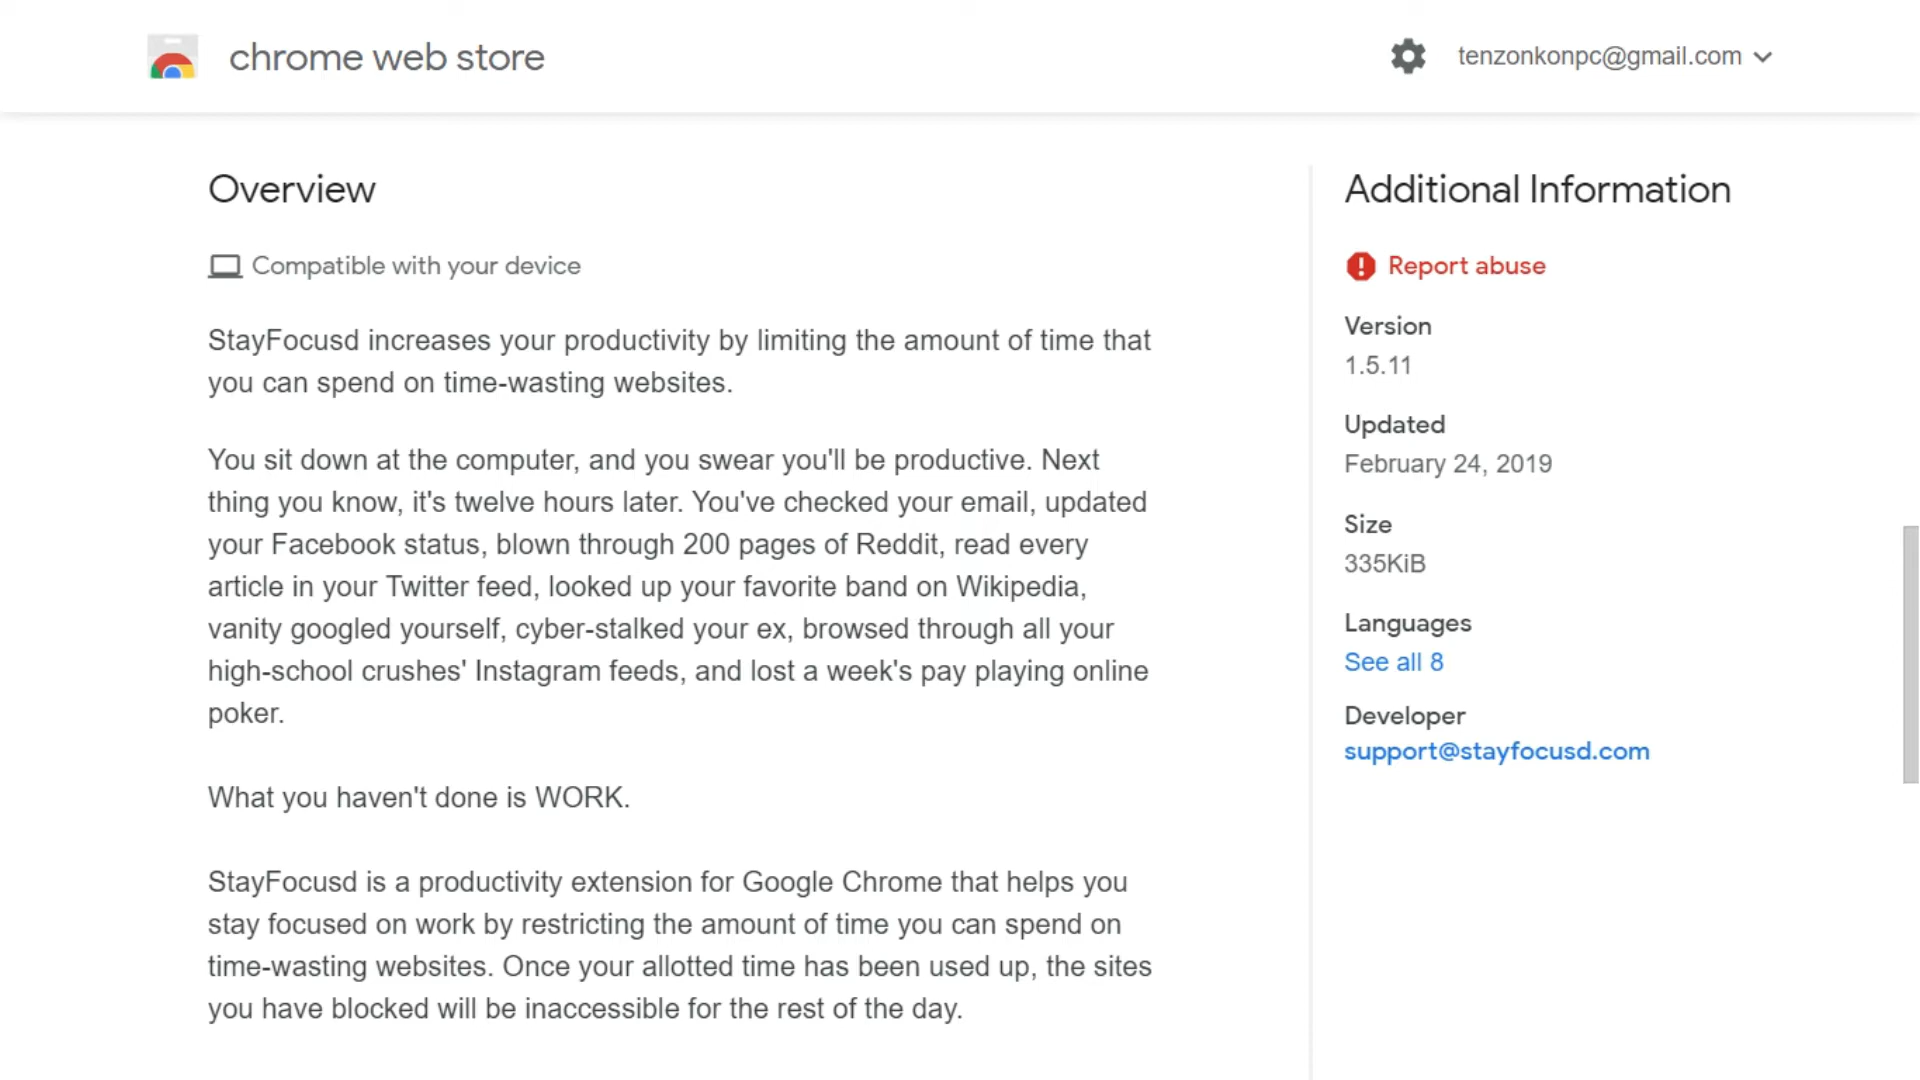 chrome web store
tenzonkonpc@gmail.com
Overview
Compatible with your device
StayFocusd increases your productivity by limiting the amount of time that
you can spend on time-wasting websites.
You sit down at the computer, and you swear you'll be productive. Next
thing you know, it's twelve hours later. You've checked your email, updated
your Facebook status, blown through 200 pages of Reddit, read every
article in your Twitter feed, looked up your favorite band on Wikipedia,
vanity googled yourself, cyber-stalked your ex, browsed through all your
high-school crushes' Instagram feeds, and lost a week's pay playing online
poker.
What you haven't done is WORK.
StayFocusd is a productivity extension for Google Chrome that helps you
stay focused on work by restricting the amount of time you can spend on
time-wasting websites. Once your allotted time has been used up, the sites
you have blocked will be inaccessible for the rest of the day.
Additional Information
Report abuse
Version
1.5.11
Updated
February 24, 2019
Size
335KiB
Languages
See all 8
Developer
support@stayfocusd.com